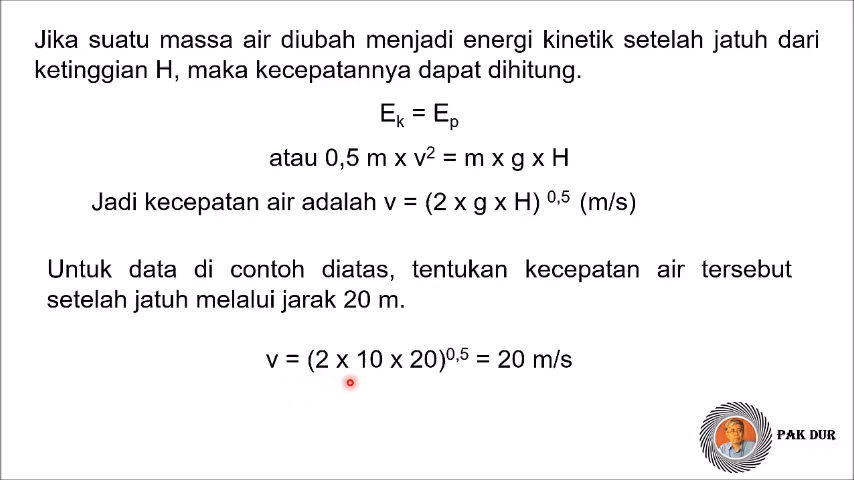 Jika suatu massa air diubah menjadi energi kinetik setelah jatuh dari
ketinggian H, maka kecepatannya dapat dihitung.
Eₖ = Eₚ
atau 0,5 m x v² = m x g x H
Jadi kecepatan air adalah v = (2 x g x H) ^0,5 (m/s)
Untuk data di contoh diatas, tentukan kecepatan air tersebut
setelah jatuh melalui jarak 20 m.
v = (2 x 10 x 20)^0,5 = 20 m/s
PAK DUR